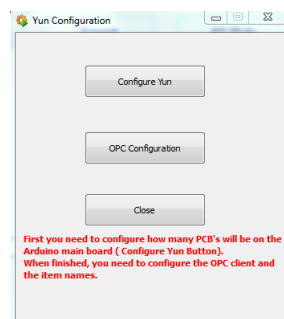 Yun Configuration
Configure Yun
OPC Configuration
Close
First you need to configure how many PCB's will be on the
Arduino main board ( Configure Yun Button).
When finished, you need to configure the OPC client and
the item names.